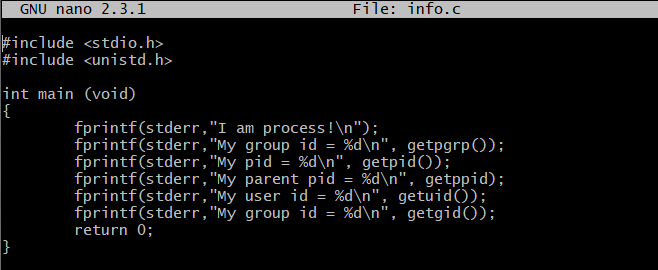 GNU nano 2.3.1 File: info.c
#include <stdio.h>
#include <unistd.h>
int main (void)
{
fprintf(stderr,"I am process!\n");
fprintf(stderr,"My group id = %d\n", getpgrp());
fprintf(stderr,"My pid = %d\n", getpid());
fprintf(stderr,"My parent pid = %d\n", getppid);
fprintf(stderr,"My user id = %d\n", getuid());
fprintf(stderr,"My group id = %d\n", getgid());
return 0;
}